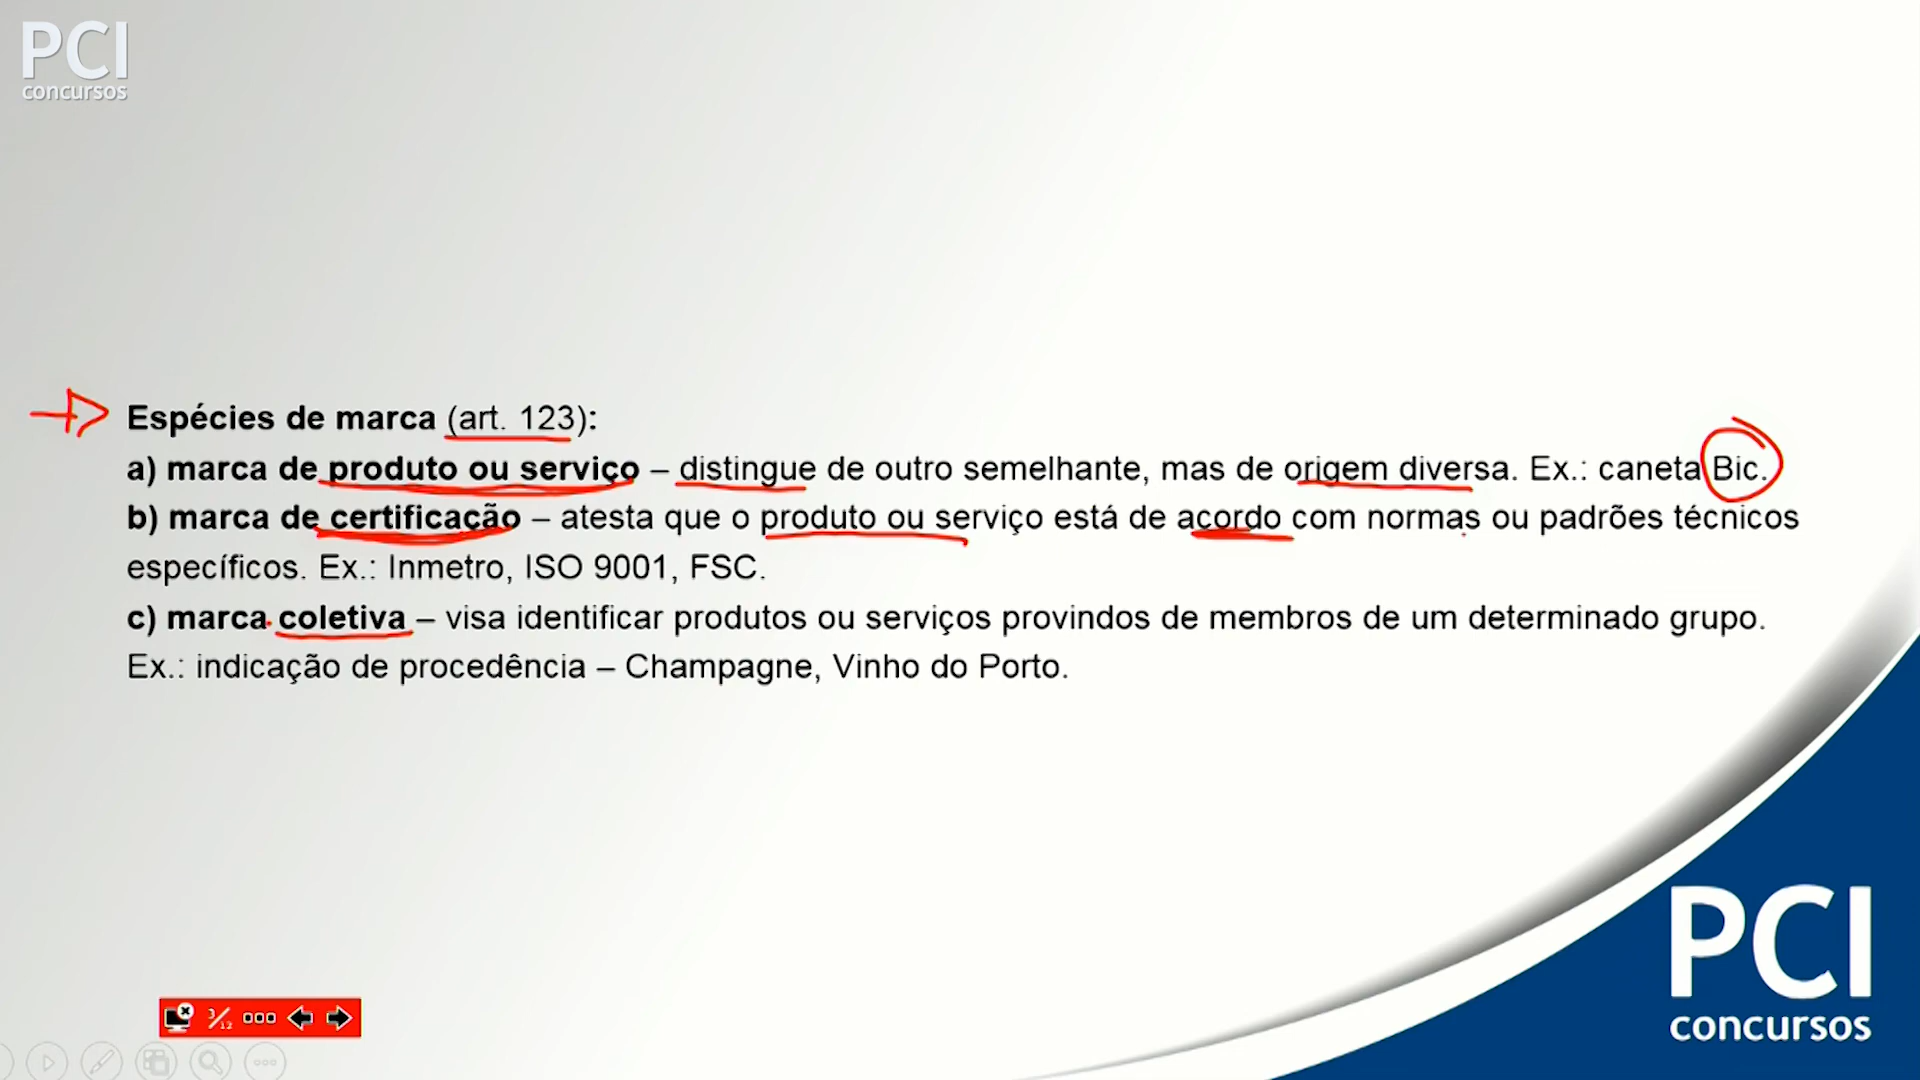 PCI
concursos
Espécies de marca (art. 123):
a) marca de produto ou serviço – distingue de outro semelhante, mas de origem diversa. Ex.: caneta Bic.
b) marca de certificação – atesta que o produto ou serviço está de acordo com normas ou padrões técnicos
específicos. Ex.: Inmetro, ISO 9001, FSC.
c) marca coletiva – visa identificar produtos ou serviços provindos de membros de um determinado grupo.
Ex.: indicação de procedência – Champagne, Vinho do Porto.
PCI
concursos
3/12